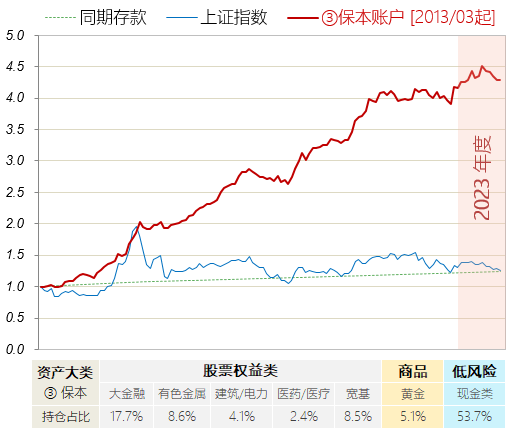 同期存款 上证指数 ③保本账户 [2013/03起]
5.0
4.5
4.0
3.5
3.0
2.5
2.0
1.5
1.0
0.5
0.0
2023 年度
资产大类 股票权益类 商品 低风险
③ 保本 大金融 有色金属 建筑/电力 医药/医疗 宽基 黄金 现金类
持仓占比 17.7% 8.6% 4.1% 2.4% 8.5% 5.1% 53.7%